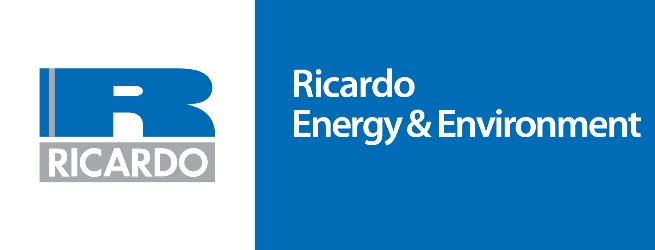 R
RICARDO
Ricardo
Energy & Environment